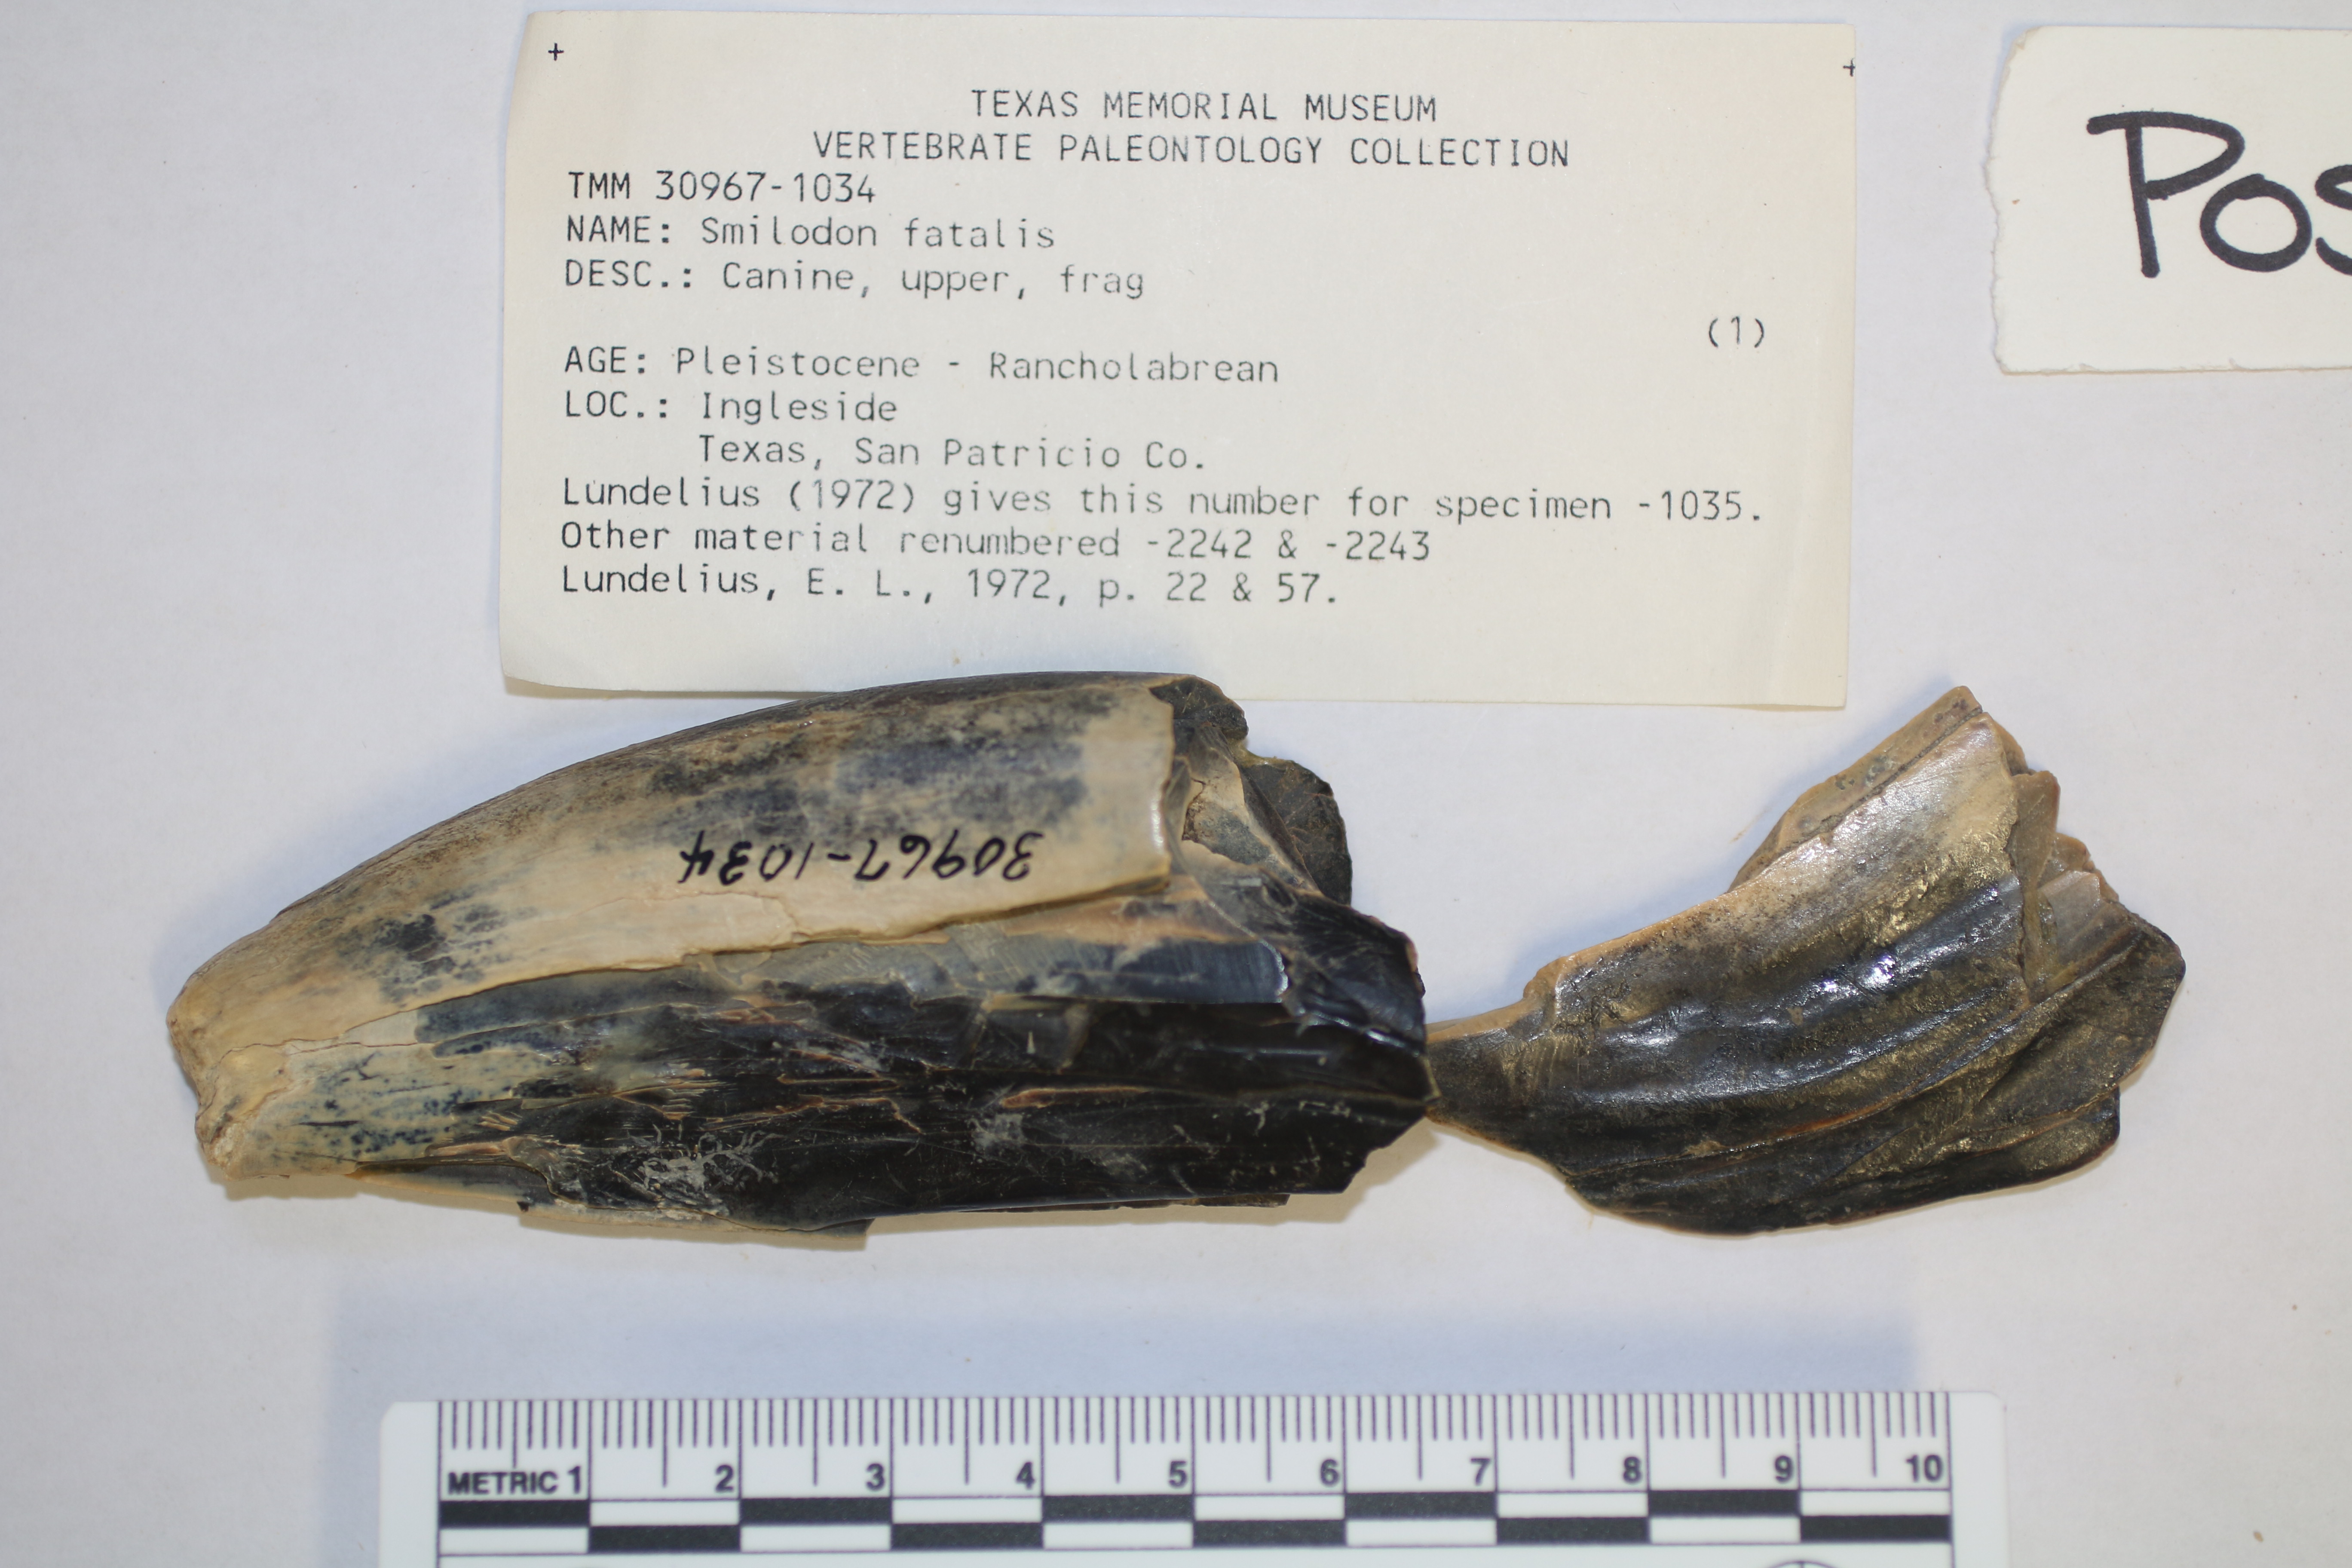 TEXAS MEMORIAL MUSEUM
VERTEBRATE PALEONTOLOGY COLLECTION
TMM 30967-1034
NAME: Smilodon fatalis
DESC.: Canine, upper, frag
(1)
AGE: Pleistocene - Rancholabrean
LOC.: Ingleside
Texas, San Patricio Co.
Lundelius (1972) gives this number for specimen -1035.
Other material renumbered -2242 & -2243
Lundelius, E. L., 1972, p. 22 & 57.
Pos
30967-1034
METRIC 1 2 3 4 5 6 7 8 9 10